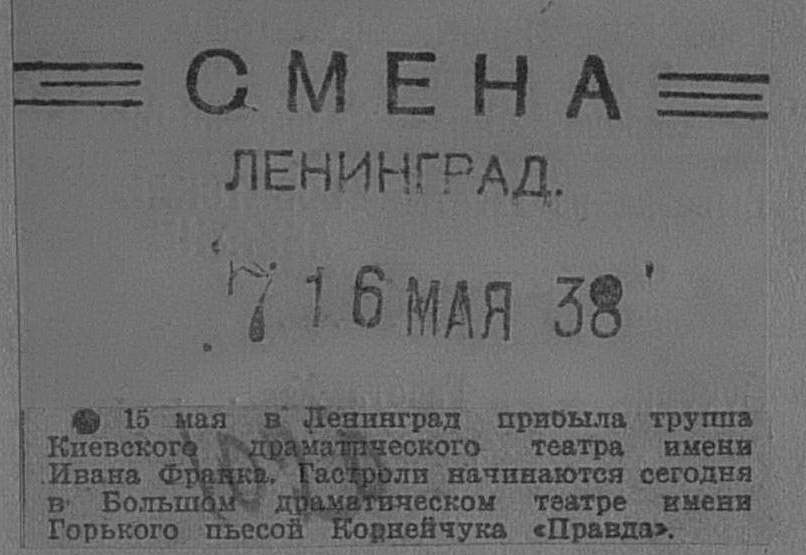 СМЕНА
ЛЕНИНГРАД.
7 16 МАЯ 38
15 мая в Ленинград прибыла труппа
Киевского драматического театра имени
Ивана Франка. Гастроли начинаются сегодня
в Большом драматическом театре имени
Горького пьесой Корнейчука «Правда».